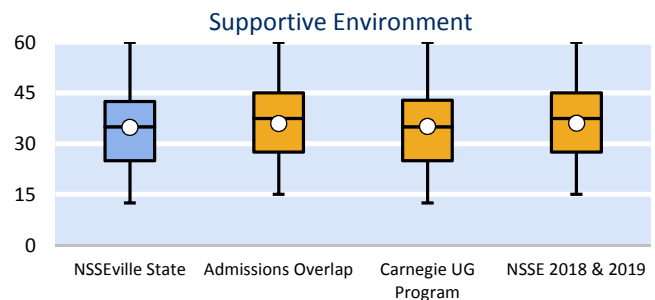 Supportive Environment
60
45
30
15
0
NSSEville State
Admissions Overlap
Carnegie UG
Program
NSSE 2018 & 2019